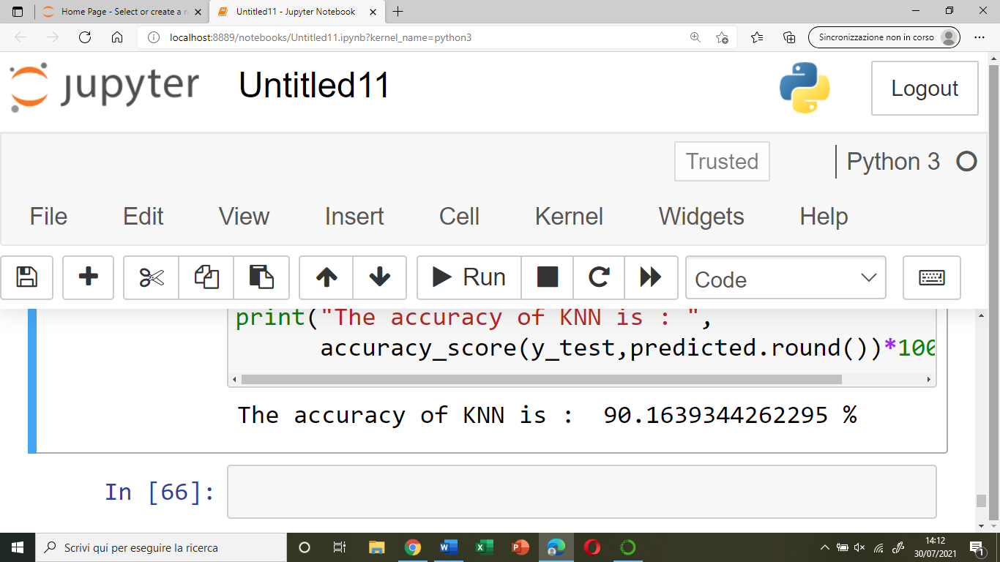 Home Page - Select or create a n
Untitled11 - Jupyter Notebook
localhost:8889/notebooks/Untitled11.ipynb?kernel_name=python3
Sincronizzazione non in corso
jupyter
Untitled11
Logout
Trusted
Python 3
File Edit View Insert Cell Kernel Widgets Help
Run
Code
print("The accuracy of KNN is : ",
accuracy_score(y_test,predicted.round())*100
The accuracy of KNN is :  90.1639344262295 %
In [66]:
Scrivi qui per eseguire la ricerca
14:12
30/07/2021
1